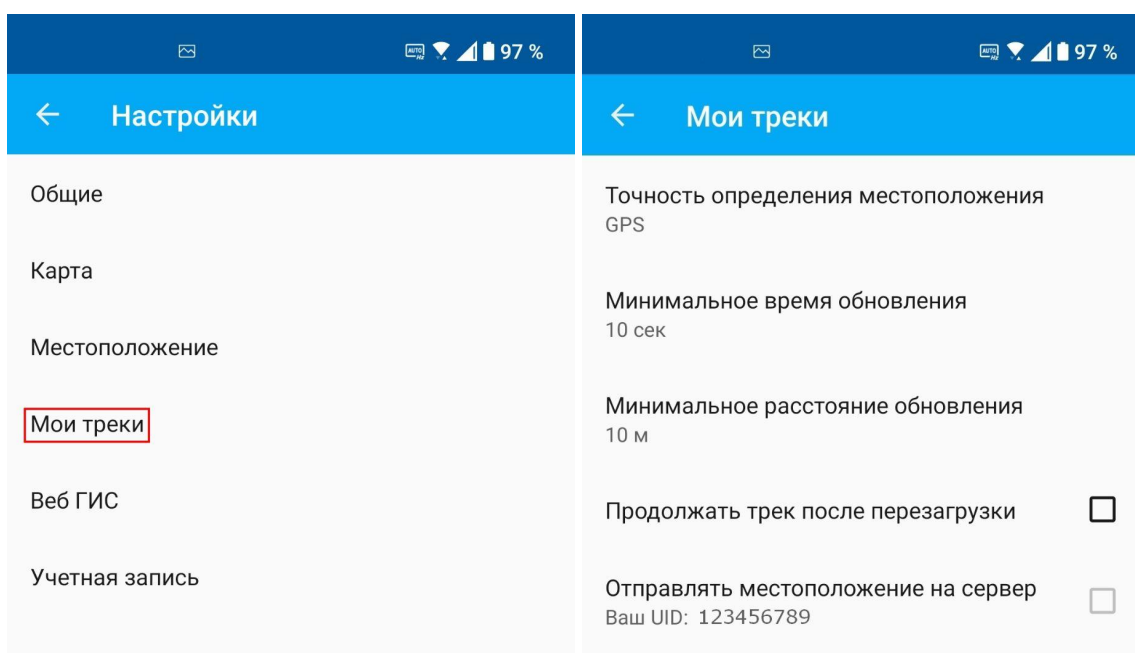 97 %
Настройки
Общие
Карта
Местоположение
Мои треки
Веб ГИС
Учетная запись
97 %
Мои треки
Точность определения местоположения
GPS
Минимальное время обновления
10 сек
Минимальное расстояние обновления
10 м
Продолжать трек после перезагрузки
Отправлять местоположение на сервер
Ваш UID: 123456789